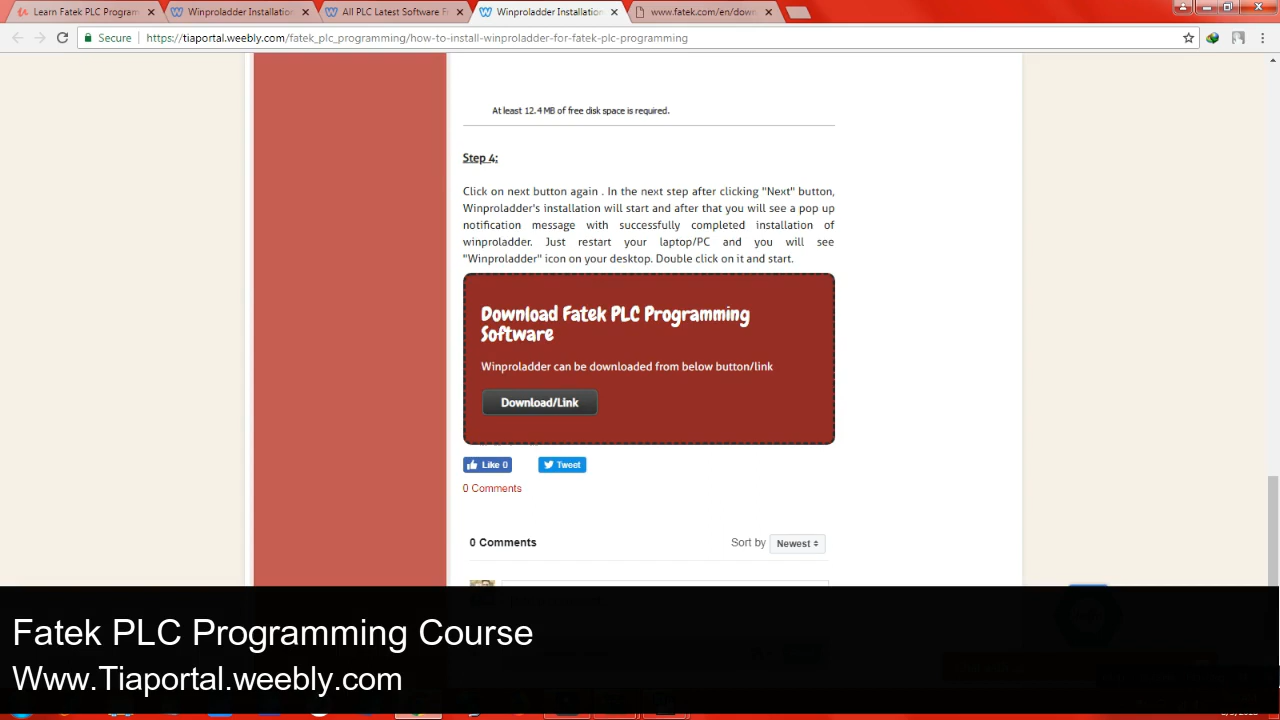 Learn Fatek PLC Program
Winproladder Installation
All PLC Latest Software F
Winproladder Installation
www.fatek.com/en/down
Secure
https://tiaportal.weebly.com/fatek_plc_programming/how-to-install-winproladder-for-fatek-plc-programming
At least 12.4 MB of free disk space is required.
Step 4:
Click on next button again . In the next step after clicking "Next" button,
Winproladder's installation will start and after that you will see a pop up
notification message with successfully completed installation of
winproladder. Just restart your laptop/PC and you will see
"Winproladder" icon on your desktop. Double click on it and start.
Download Fatek PLC Programming
Software
Winproladder can be downloaded from below button/link
Download/Link
Like 0
Tweet
0 Comments
0 Comments
Sort by
Newest
Fatek PLC Programming Course
Www.Tiaportal.weebly.com